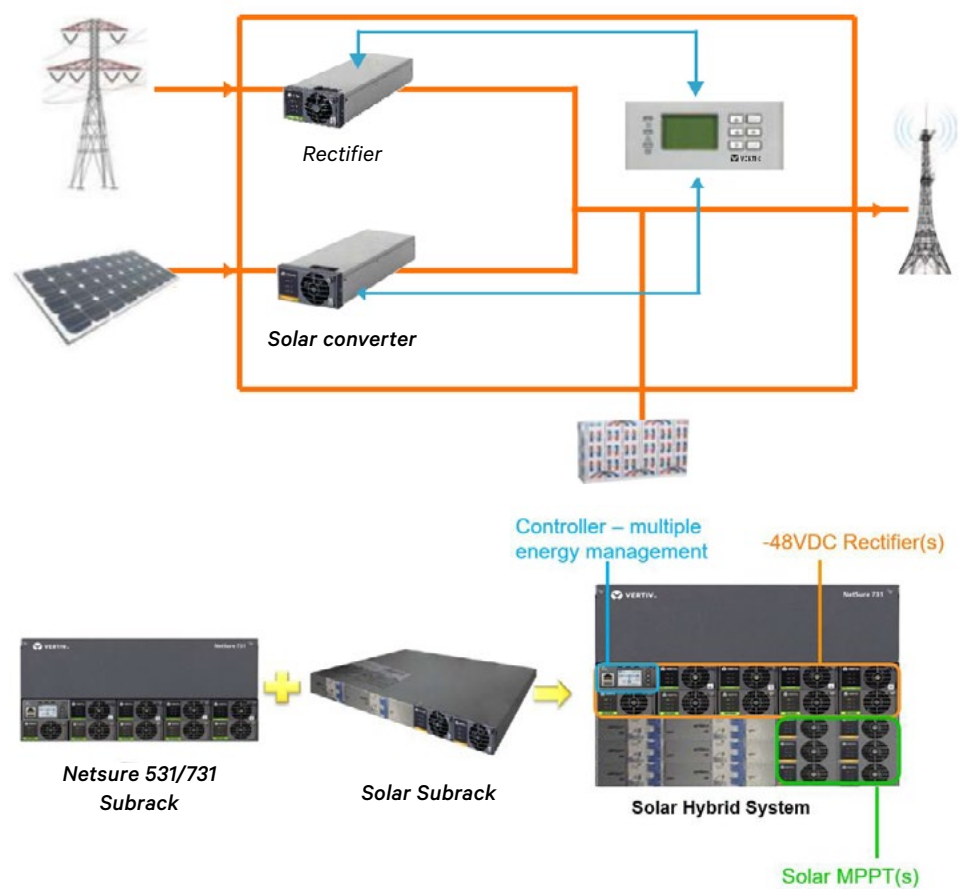 VERTIV
Rectifier
Solar converter
Controller – multiple
energy management
-48VDC Rectifier(s)
VERTIV.
NetSure 731
VERTIV.
NetSure 731
Netsure 531/731
Subrack
Solar Subrack
Solar Hybrid System
Solar MPPT(s)